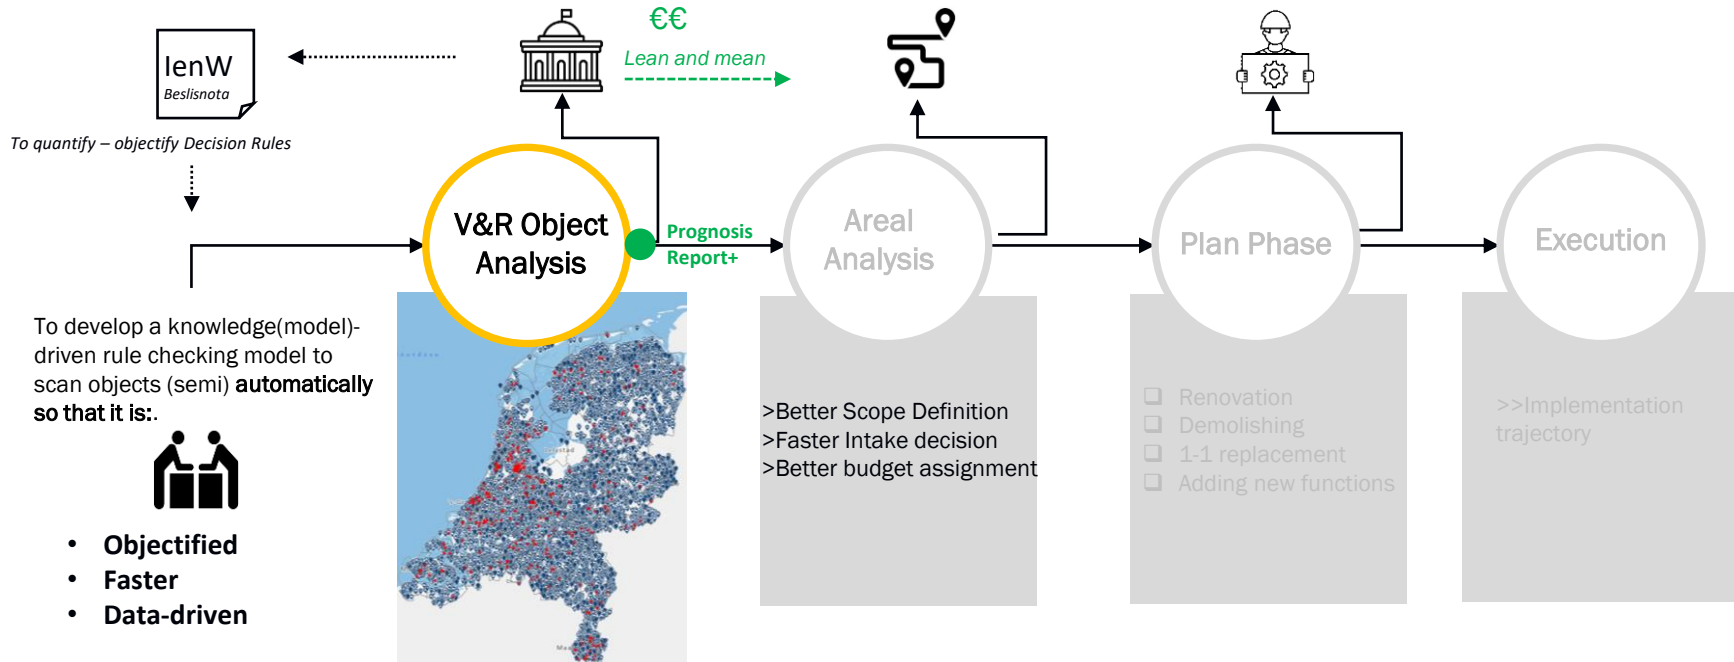 €€
Lean and mean
IenW
Beslisnota
To quantify – objectify Decision Rules
V&R Object
Analysis
Prognosis
Report+
Areal
Analysis
Plan Phase
Execution
To develop a knowledge(model)-
driven rule checking model to
scan objects (semi) automatically
so that it is:.
• Objectified
• Faster
• Data-driven
>Better Scope Definition
>Faster Intake decision
>Better budget assignment
❑ Renovation
❑ Demolishing
❑ 1-1 replacement
❑ Adding new functions
>>Implementation
trajectory